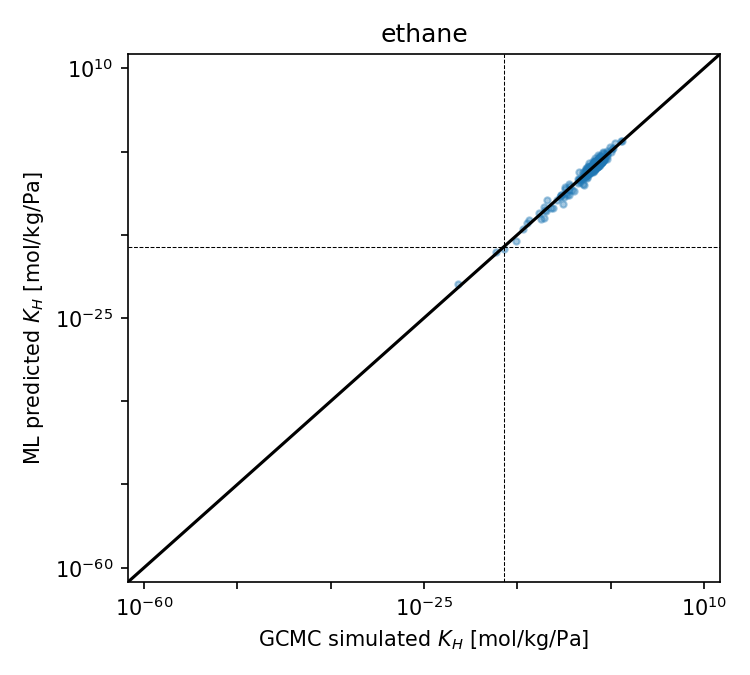 ethane
10^10
10^−25
10^−60
ML predicted K_H [mol/kg/Pa]
10^−60 10^−25 10^10
GCMC simulated K_H [mol/kg/Pa]